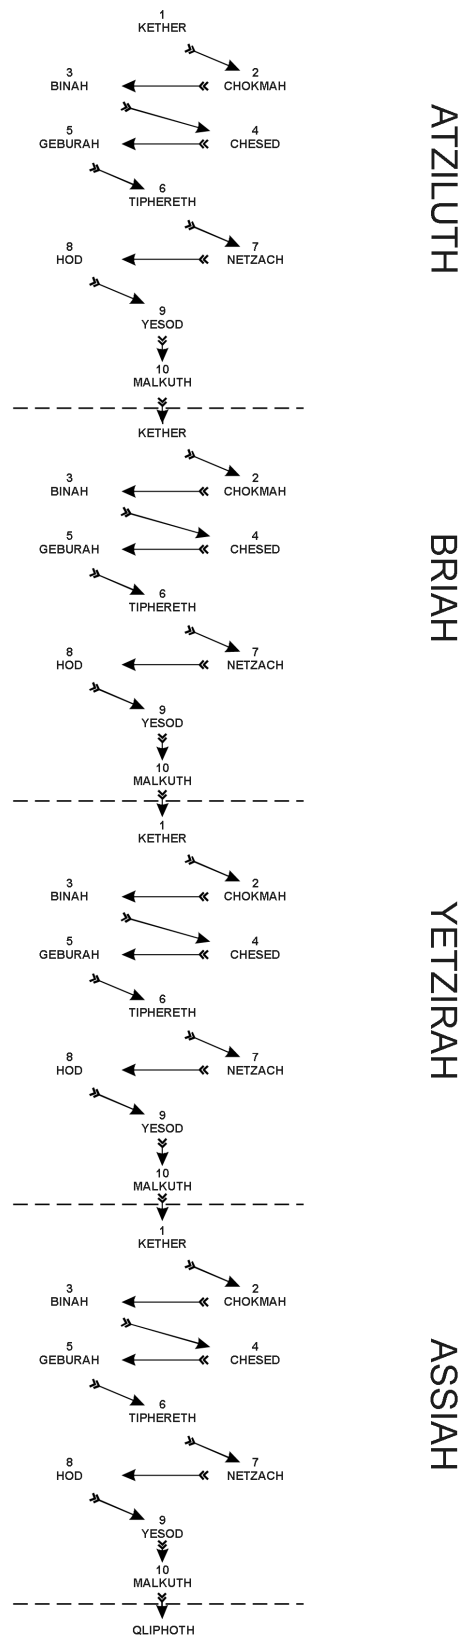 1
KETHER
3 2
BINAH CHOKMAH
5 4
GEBURAH CHESED
6
TIPHERETH
8 7
HOD NETZACH
9
YESOD
10
MALKUTH
ATZILUTH
KETHER
3 2
BINAH CHOKMAH
5 4
GEBURAH CHESED
6
TIPHERETH
8 7
HOD NETZACH
9
YESOD
10
MALKUTH
BRIAH
1
KETHER
3 2
BINAH CHOKMAH
5 4
GEBURAH CHESED
6
TIPHERETH
8 7
HOD NETZACH
9
YESOD
10
MALKUTH
YETZIRAH
1
KETHER
3 2
BINAH CHOKMAH
5 4
GEBURAH CHESED
6
TIPHERETH
8 7
HOD NETZACH
9
YESOD
10
MALKUTH
ASSIAH
QLIPHOTH